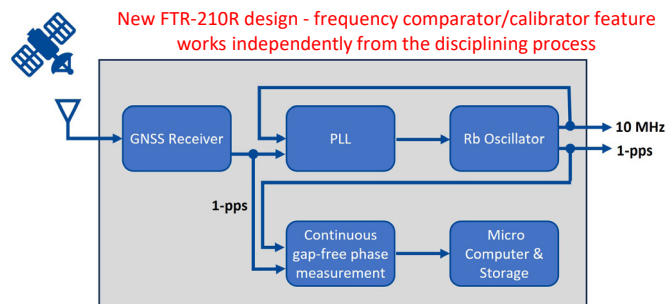 New FTR-210R design - frequency comparator/calibrator feature
works independently from the disciplining process
GNSS Receiver
PLL
Rb Oscillator
10 MHz
1-pps
1-pps
Continuous
gap-free phase
measurement
Micro
Computer &
Storage